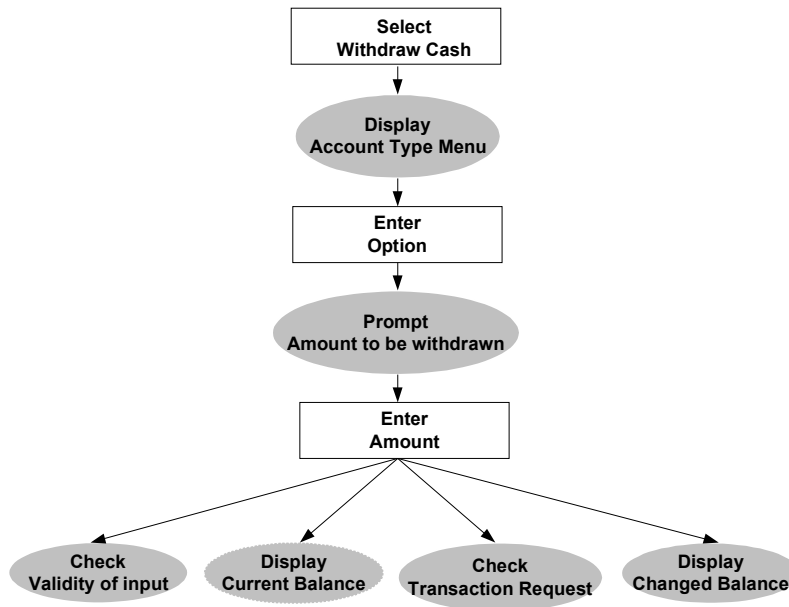 Select
Withdraw Cash
Display
Account Type Menu
Enter
Option
Prompt
Amount to be withdrawn
Enter
Amount
Check
Validity of input
Display
Current Balance
Check
Transaction Request
Display
Changed Balance